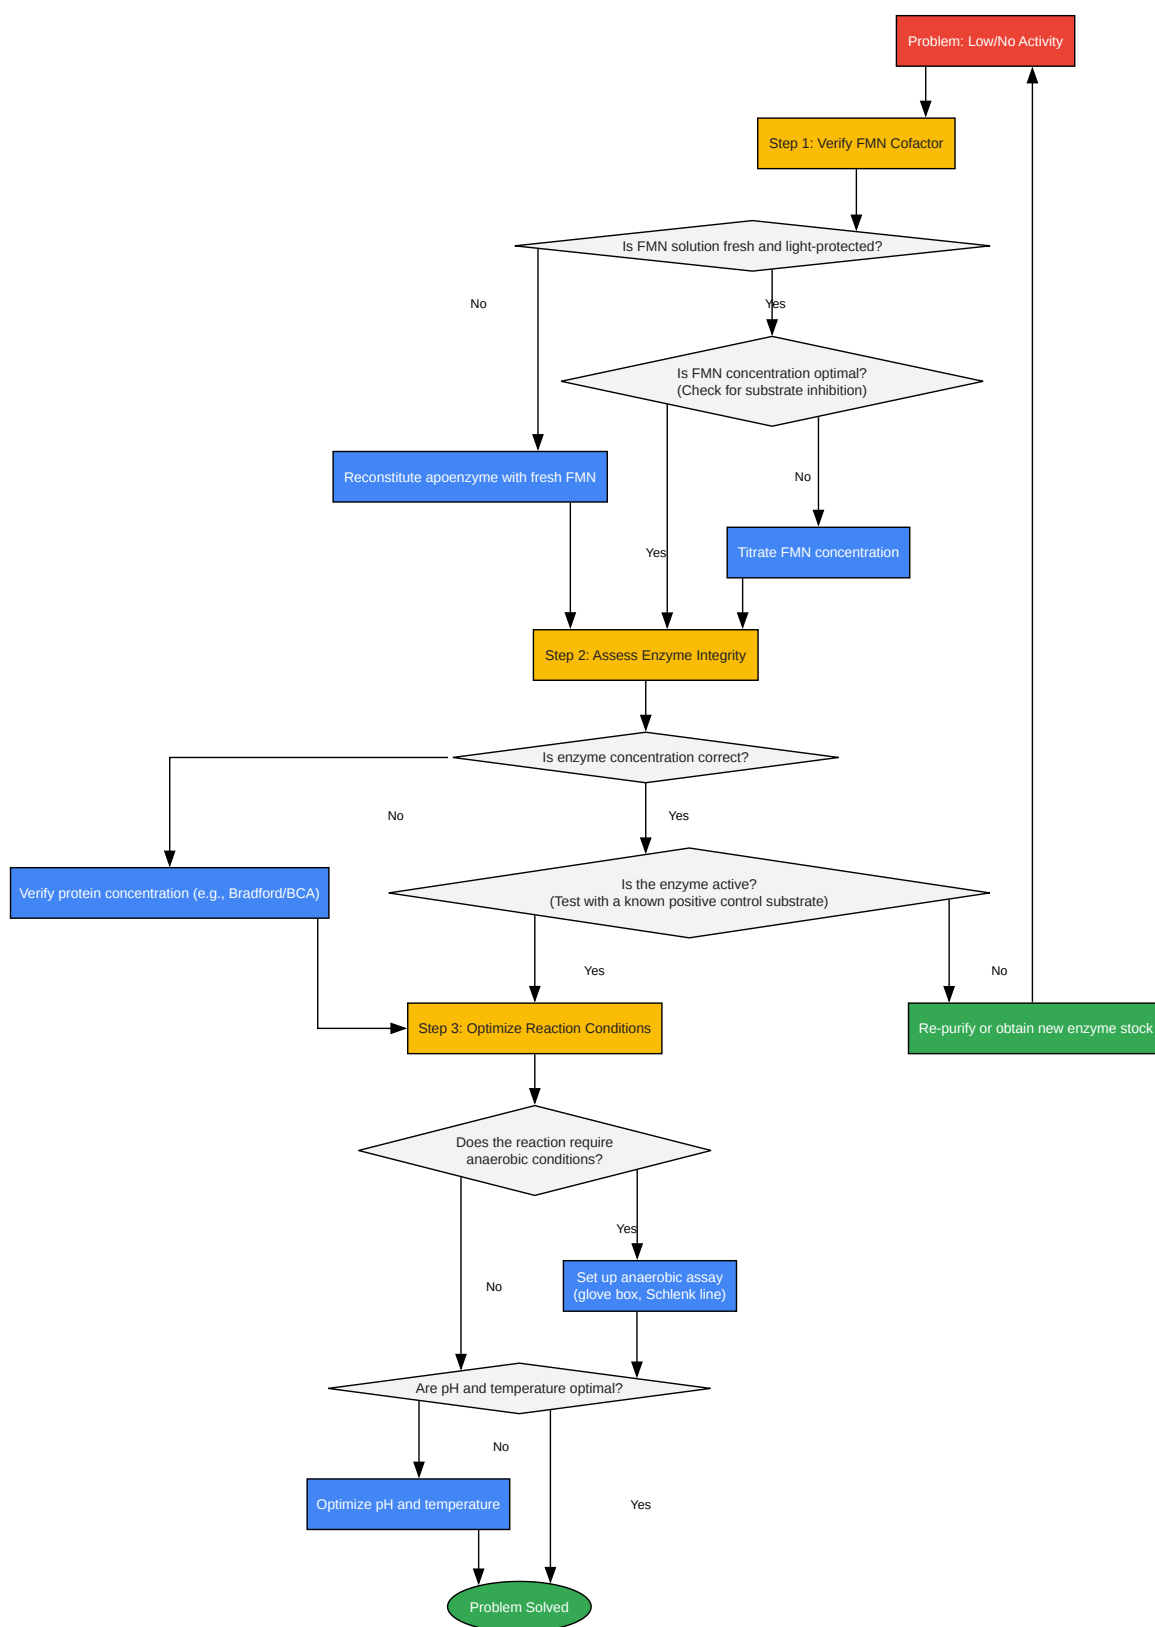 Problem: Low/No Activity
Step 1: Verify FMN Cofactor
Is FMN solution fresh and light-protected?
No
Yes
Is FMN concentration optimal?
(Check for substrate inhibition)
Reconstitute apoenzyme with fresh FMN
No
Yes
Titrate FMN concentration
Step 2: Assess Enzyme Integrity
Is enzyme concentration correct?
No
Yes
Verify protein concentration (e.g., Bradford/BCA)
Is the enzyme active?
(Test with a known positive control substrate)
Yes
No
Step 3: Optimize Reaction Conditions
Re-purify or obtain new enzyme stock
Does the reaction require
anaerobic conditions?
Yes
No
Set up anaerobic assay
(glove box, Schlenk line)
Are pH and temperature optimal?
No
Yes
Optimize pH and temperature
Problem Solved